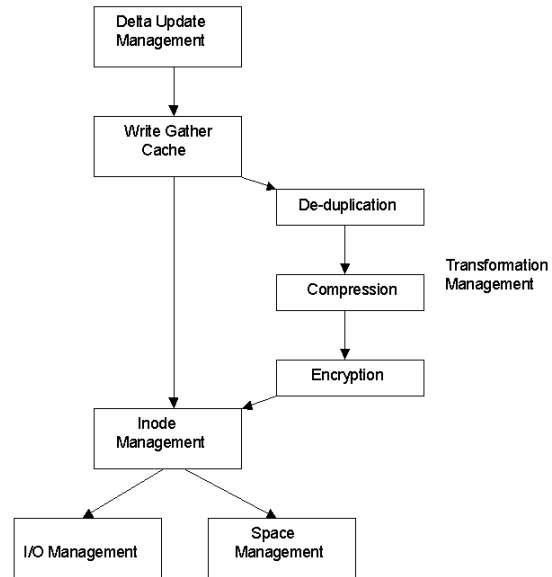 Delta Update
Management
Write Gather
Cache
De-duplication
Transformation
Management
Compression
Encryption
Inode
Management
I/O Management
Space
Management